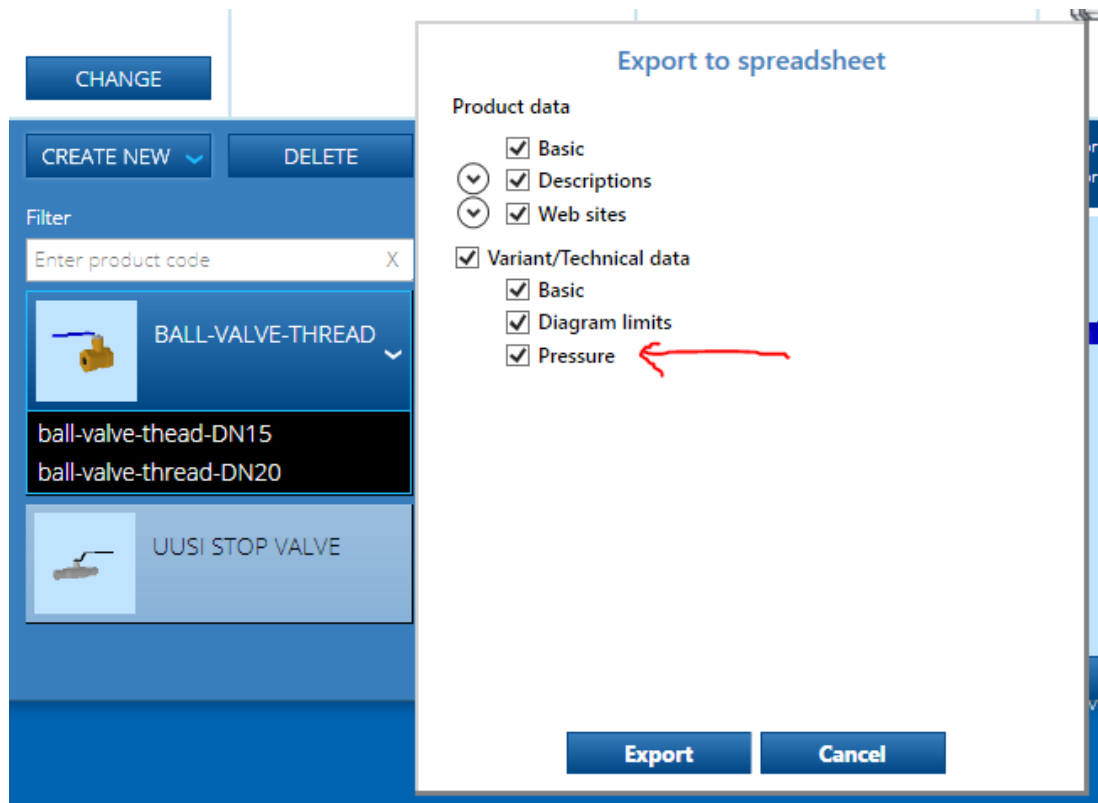 CHANGE
CREATE NEW
DELETE
Filter
Enter product code X
BALL-VALVE-THREAD
ball-valve-thead-DN15
ball-valve-thread-DN20
UUSI STOP VALVE
Export to spreadsheet
Product data
Basic
Descriptions
Web sites
Variant/Technical data
Basic
Diagram limits
Pressure
Export
Cancel